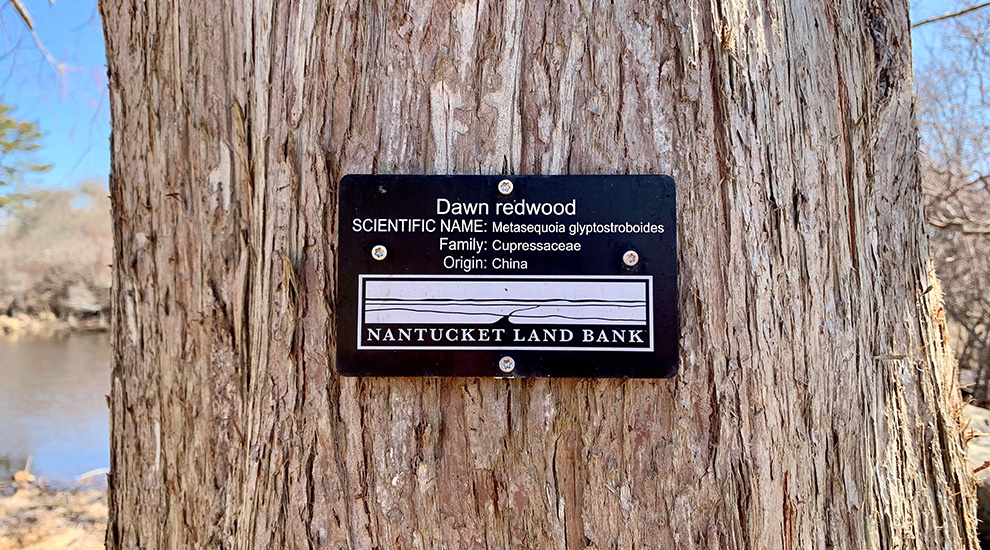 Dawn redwood
SCIENTIFIC NAME: Metasequoia glyptostroboides
Family: Cupressaceae
Origin: China
NANTUCKET LAND BANK